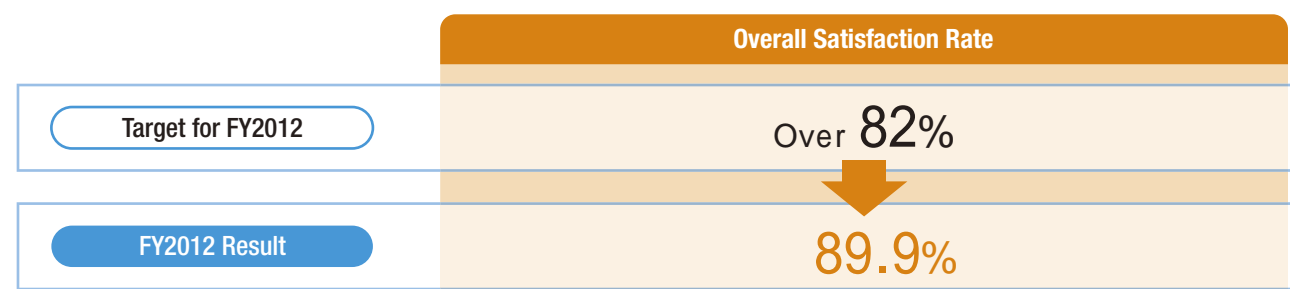 Overall Satisfaction Rate
Target for FY2012
Over 82%
FY2012 Result
89.9%